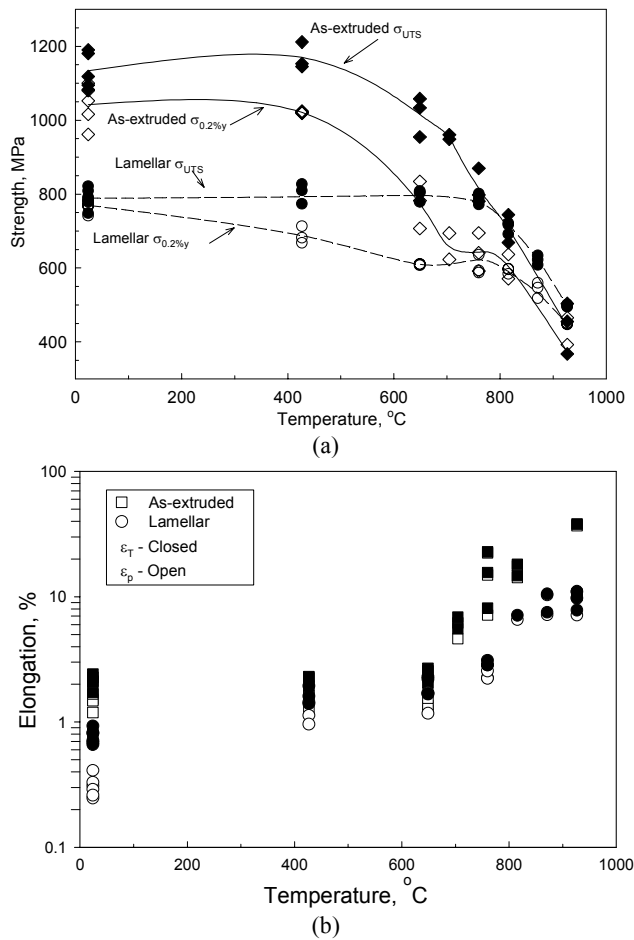 1200
1000
800
600
400
Strength, MPa
As-extruded σUTS
As-extruded σ0.2%y
Lamellar σUTS
Lamellar σ0.2%y
0 200 400 600 800 1000
Temperature, °C
(a)
100
10
1
0.1
Elongation, %
As-extruded
Lamellar
εT - Closed
εp - Open
0 200 400 600 800 1000
Temperature, °C
(b)